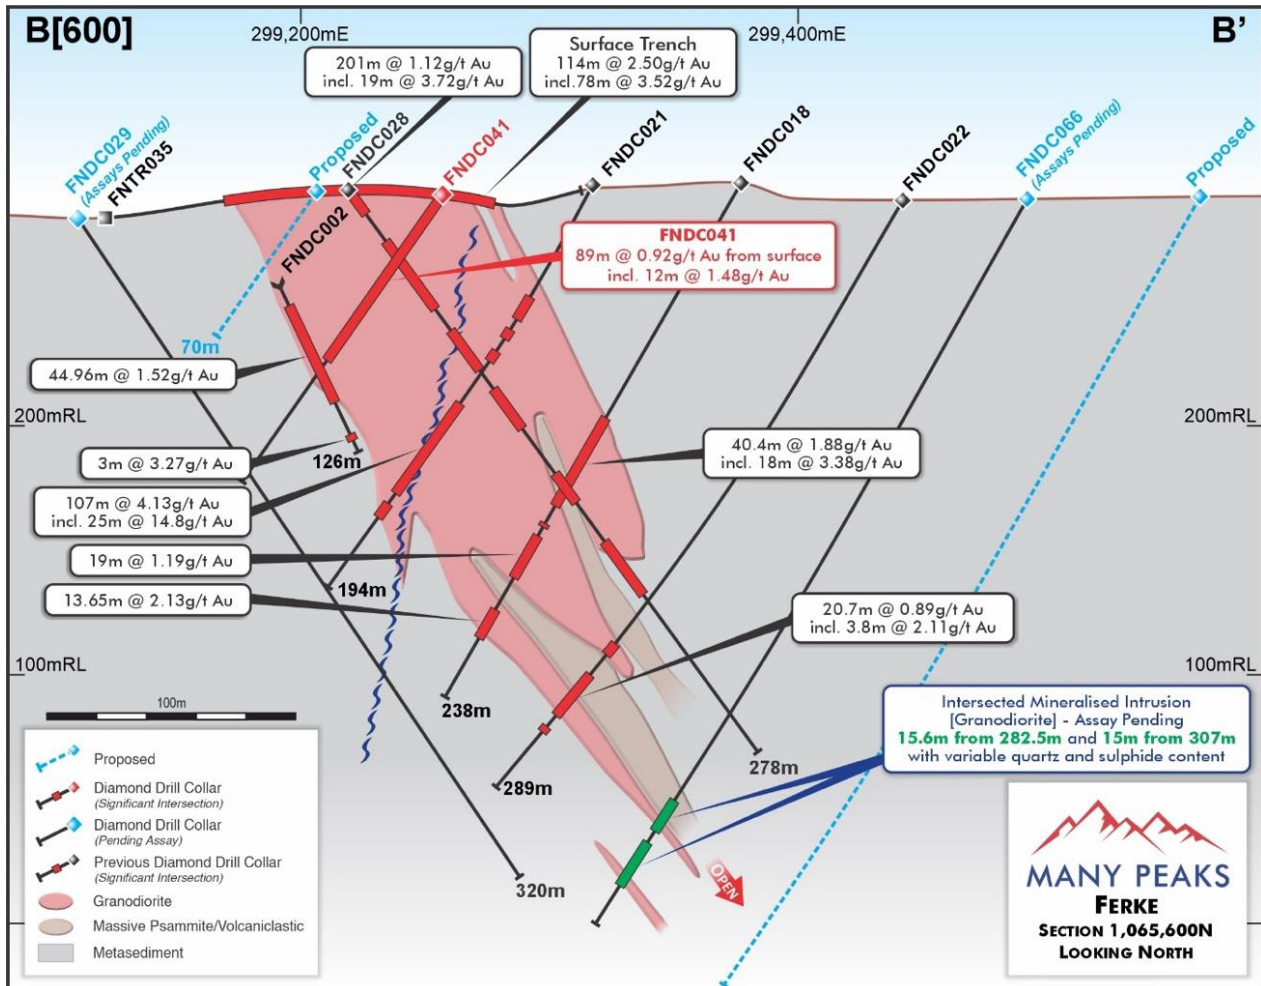 B[600]
299,200mE
299,400mE
B'
201m @ 1.12g/t Au
incl. 19m @ 3.72g/t Au
Surface Trench
114m @ 2.50g/t Au
incl.78m @ 3.52g/t Au
FNDC029
(Assays Pending)
FNTR035
Proposed
FNDC028
FNDC041
FNDC021
FNDC018
FNDC022
FNDC066
(Assays Pending)
Proposed
FNDC002
FNDC041
89m @ 0.92g/t Au from surface
incl. 12m @ 1.48g/t Au
70m
44.96m @ 1.52g/t Au
200mRL
200mRL
3m @ 3.27g/t Au
126m
40.4m @ 1.88g/t Au
incl. 18m @ 3.38g/t Au
107m @ 4.13g/t Au
incl. 25m @ 14.8g/t Au
19m @ 1.19g/t Au
194m
13.65m @ 2.13g/t Au
20.7m @ 0.89g/t Au
incl. 3.8m @ 2.11g/t Au
100mRL
100mRL
100m
238m
289m
278m
320m
Intersected Mineralised Intrusion
[Granodiorite] - Assay Pending
15.6m from 282.5m and 15m from 307m
with variable quartz and sulphide content
OPEN
Proposed
Diamond Drill Collar
(Significant Intersection)
Diamond Drill Collar
(Pending Assay)
Previous Diamond Drill Collar
(Significant Intersection)
Granodiorite
Massive Psammite/Volcaniclastic
Metasediment
MANY PEAKS
FERKE
SECTION 1,065,600N
LOOKING NORTH